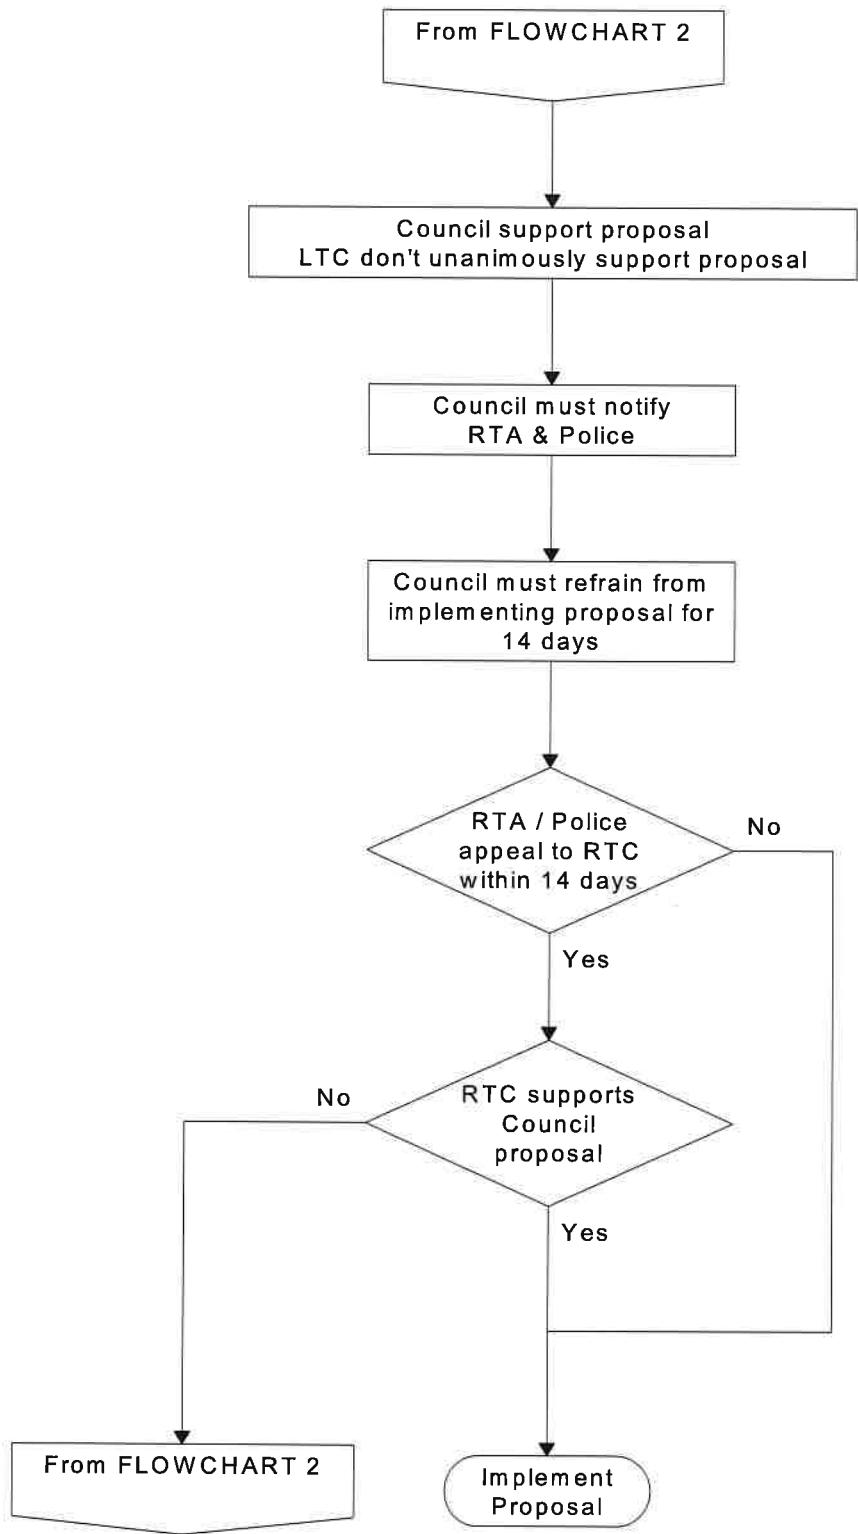 From FLOWCHART 2
Council support proposal
LTC don't unanimously support proposal
Council must notify
RTA & Police
Council must refrain from
implementing proposal for
14 days
RTA / Police
appeal to RTC
within 14 days
No
Yes
RTC supports
Council
proposal
No
Yes
From FLOWCHART 2
Implement
Proposal